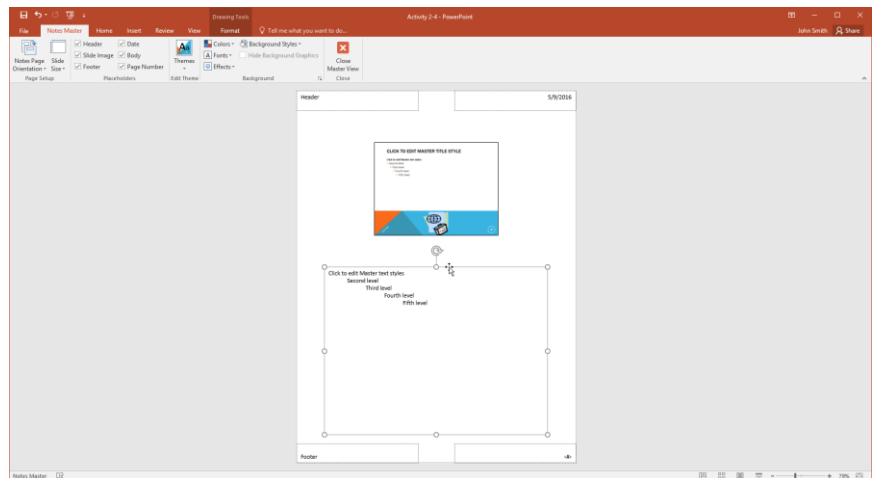 Drawing Tools
Activity 2-4 - PowerPoint
File Notes Master Home Insert Review View Format Tell me what you want to do... John Smith Share
Header Date Colors Background Styles
Slide Image Body Fonts Hide Background Graphics
Footer Page Number Effects
Notes Page Orientation
Slide Size
Themes
Close Master View
Page Setup Placeholders Edit Theme Background Close
Header 5/9/2016
CLICK TO EDIT MASTER TITLE STYLE
Click to edit Master text styles
Second level
Third level
Fourth level
Fifth level
Footer ‹#›
Notes Master 79%